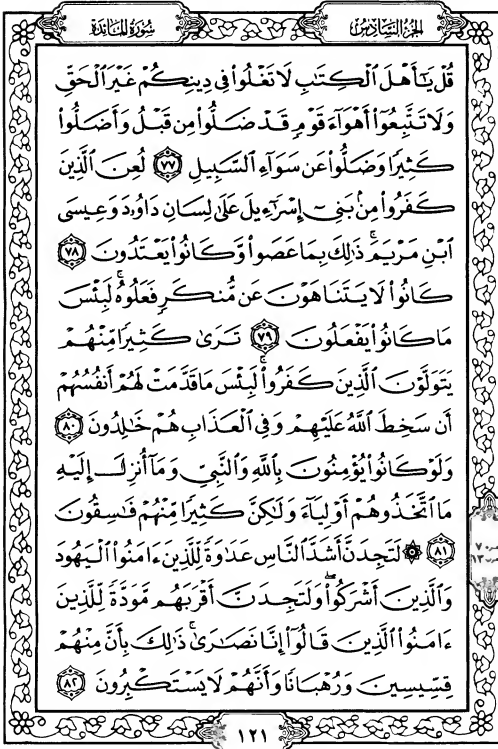 الجزء السادس
سورة المائدة
قُلْ يَـٰٓأَهْلَ ٱلْكِتَـٰبِ لَا تَغْلُوا۟ فِى دِينِكُمْ غَيْرَ ٱلْحَقِّ
وَلَا تَتَّبِعُوٓا۟ أَهْوَآءَ قَوْمٍ قَدْ ضَلُّوا۟ مِن قَبْلُ وَأَضَلُّوا۟
كَثِيرًا وَضَلُّوا۟ عَن سَوَآءِ ٱلسَّبِيلِ ٧٧ لُعِنَ ٱلَّذِينَ
كَفَرُوا۟ مِنۢ بَنِىٓ إِسْرَٰٓءِيلَ عَلَىٰ لِسَانِ دَاوُۥدَ وَعِيسَى
ٱبْنِ مَرْيَمَ ۚ ذَٰلِكَ بِمَا عَصَوا۟ وَّكَانُوا۟ يَعْتَدُونَ ٧٨
كَانُوا۟ لَا يَتَنَاهَوْنَ عَن مُّنكَرٍ فَعَلُوهُ ۚ لَبِئْسَ
مَا كَانُوا۟ يَفْعَلُونَ ٧٩ تَرَىٰ كَثِيرًا مِّنْهُمْ
يَتَوَلَّوْنَ ٱلَّذِينَ كَفَرُوا۟ ۚ لَبِئْسَ مَا قَدَّمَتْ لَهُمْ أَنفُسُهُمْ
أَن سَخِطَ ٱللَّهُ عَلَيْهِمْ وَفِى ٱلْعَذَابِ هُمْ خَـٰلِدُونَ ٨٠
وَلَوْ كَانُوا۟ يُؤْمِنُونَ بِٱللَّهِ وَٱلنَّبِىِّ وَمَآ أُنزِلَ إِلَيْهِ
مَا ٱتَّخَذُوهُمْ أَوْلِيَآءَ وَلَـٰكِنَّ كَثِيرًا مِّنْهُمْ فَـٰسِقُونَ
٨١ ۞ لَتَجِدَنَّ أَشَدَّ ٱلنَّاسِ عَدَٰوَةً لِّلَّذِينَ ءَامَنُوا۟ ٱلْيَهُودَ
وَٱلَّذِينَ أَشْرَكُوا۟ ۖ وَلَتَجِدَنَّ أَقْرَبَهُم مَّوَدَّةً لِّلَّذِينَ
ءَامَنُوا۟ ٱلَّذِينَ قَالُوٓا۟ إِنَّا نَصَـٰرَىٰ ۚ ذَٰلِكَ بِأَنَّ مِنْهُمْ
قِسِّيسِينَ وَرُهْبَانًا وَأَنَّهُمْ لَا يَسْتَكْبِرُونَ ٨٢
١٢١